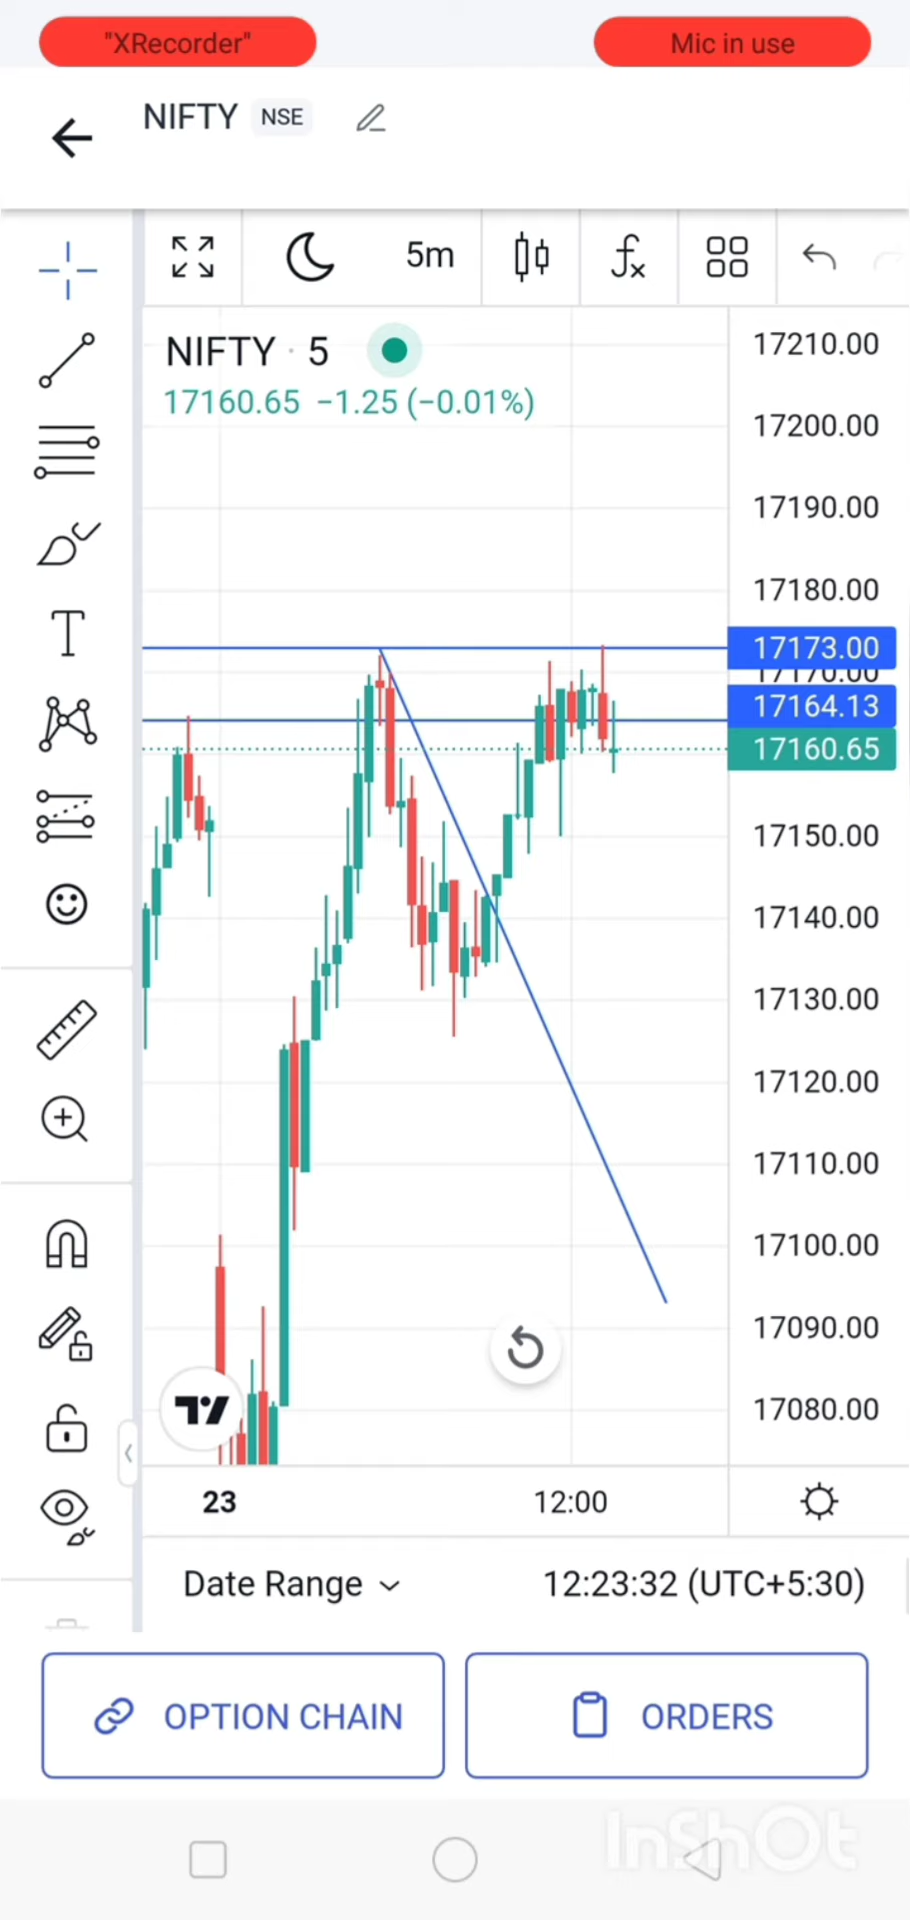 "XRecorder"
Mic in use
NIFTY NSE
5m
NIFTY · 5
17160.65 −1.25 (−0.01%)
17210.00
17200.00
17190.00
17180.00
17173.00
17170.00
17164.13
17160.65
17150.00
17140.00
17130.00
17120.00
17110.00
17100.00
17090.00
17080.00
23 12:00
Date Range 12:23:32 (UTC+5:30)
OPTION CHAIN
ORDERS
InShOt